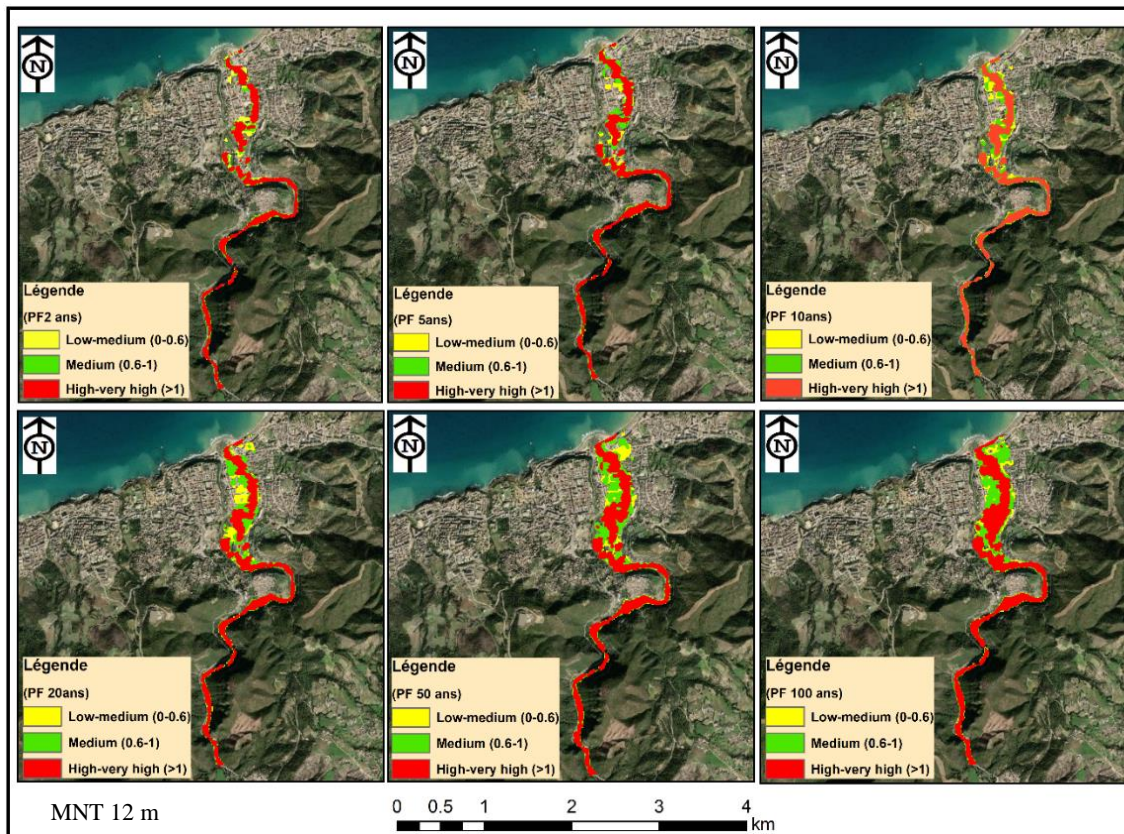 N
Légende
(PF2 ans)
Low-medium (0-0.6)
Medium (0.6-1)
High-very high (>1)
N
Légende
(PF 5ans)
Low-medium (0-0.6)
Medium (0.6-1)
High-very high (>1)
N
Légende
(PF 10ans)
Low-medium (0-0.6)
Medium (0.6-1)
High-very high (>1)
N
Légende
(PF 20ans)
Low-medium (0-0.6)
Medium (0.6-1)
High-very high (>1)
N
Légende
(PF 50 ans)
Low-medium (0-0.6)
Medium (0.6-1)
High-very high (>1)
N
Légende
(PF 100 ans)
Low-medium (0-0.6)
Medium (0.6-1)
High-very high (>1)
MNT 12 m
0 0.5 1 2 3 4
km